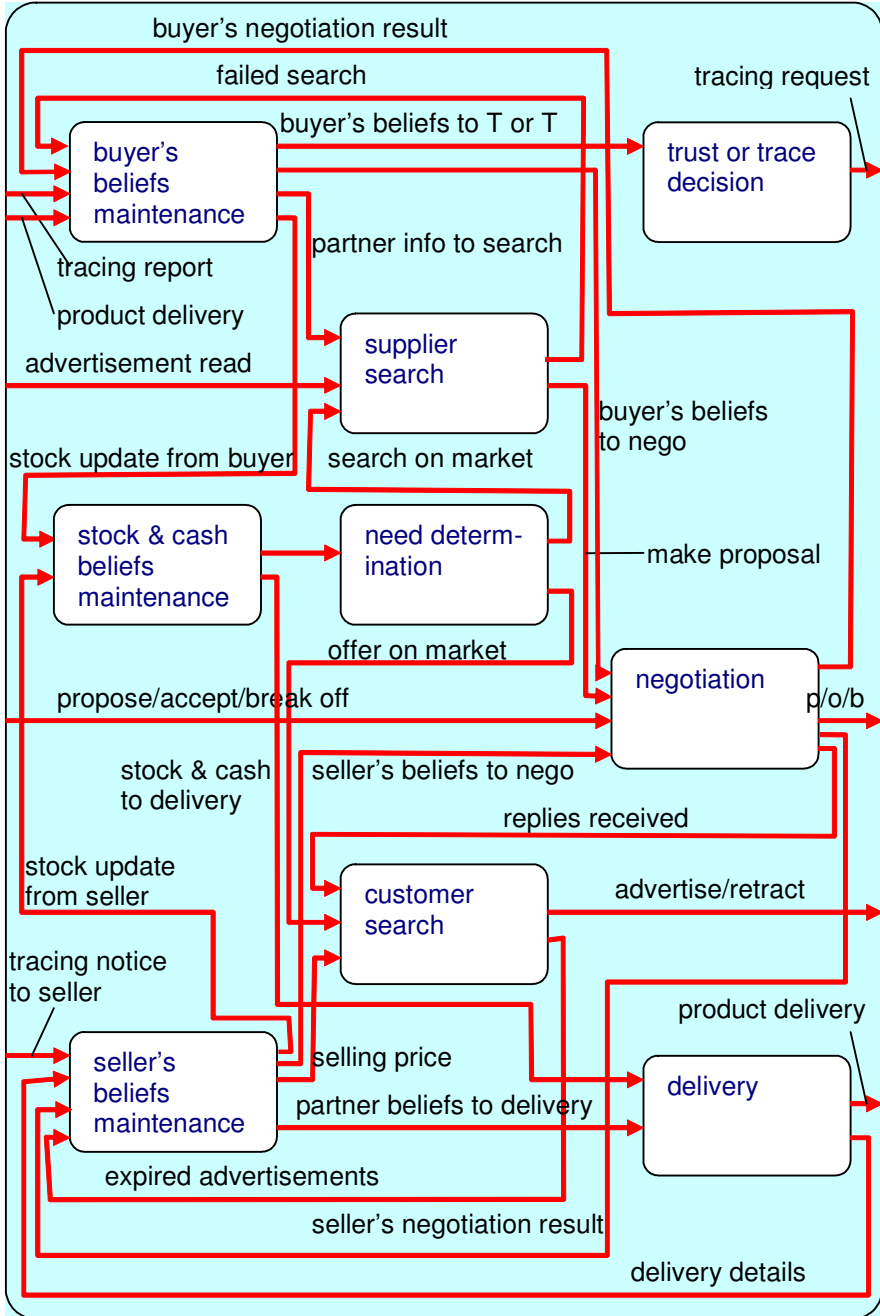 buyer's negotiation result
failed search
tracing request
buyer's beliefs to T or T
buyer's
beliefs
maintenance
trust or trace
decision
partner info to search
tracing report
product delivery
supplier
search
advertisement read
buyer's beliefs
to nego
stock update from buyer
search on market
stock & cash
beliefs
maintenance
need determ-
ination
make proposal
offer on market
negotiation
propose/accept/break off
p/o/b
stock & cash
to delivery
seller's beliefs to nego
replies received
stock update
from seller
customer
search
advertise/retract
tracing notice
to seller
product delivery
seller's
beliefs
maintenance
selling price
delivery
partner beliefs to delivery
expired advertisements
seller's negotiation result
delivery details